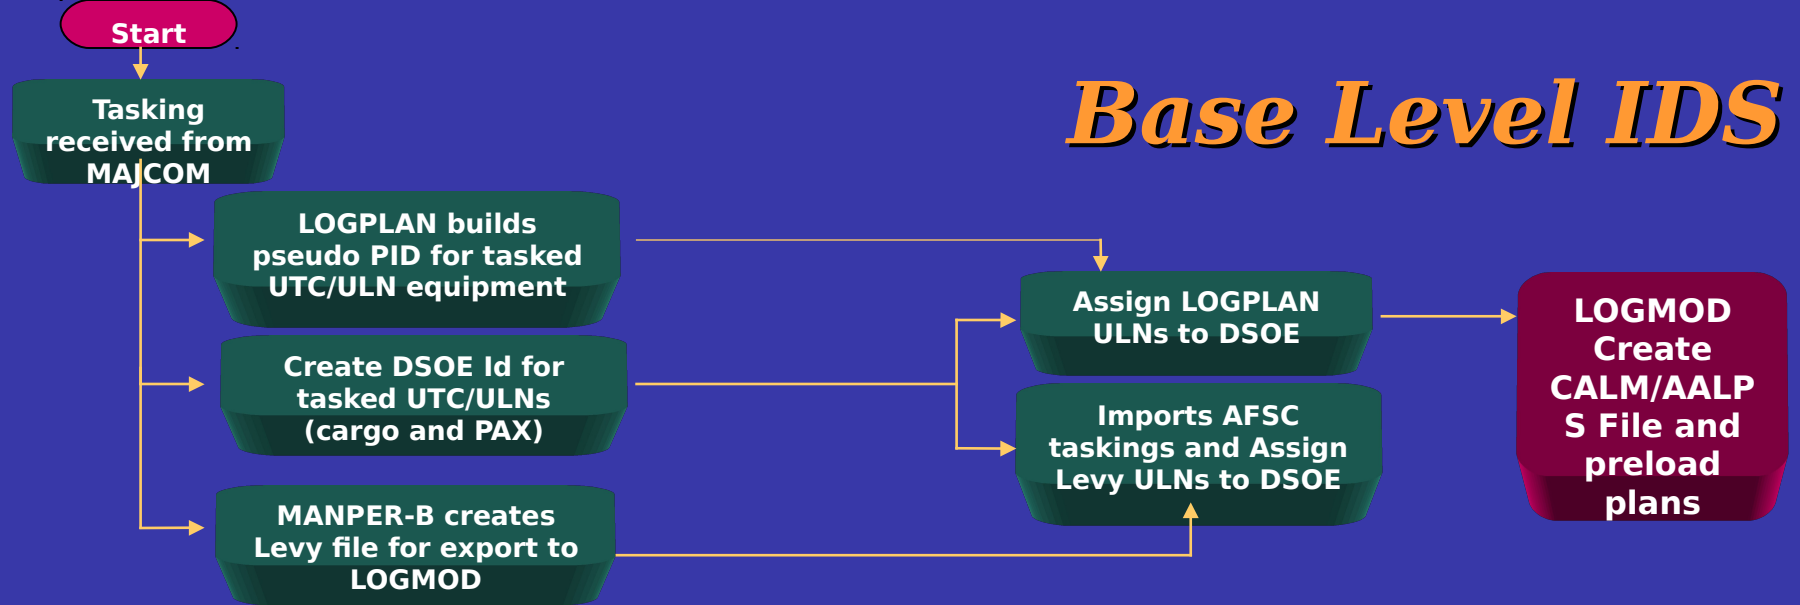 Start
Base Level IDS
Tasking
received from
MAJCOM
LOGPLAN builds
pseudo PID for tasked
UTC/ULN equipment
Create DSOE Id for
tasked UTC/ULNs
(cargo and PAX)
MANPER-B creates
Levy file for export to
LOGMOD
Assign LOGPLAN
ULNs to DSOE
Imports AFSC
taskings and Assign
Levy ULNs to DSOE
LOGMOD
Create
CALM/AALP
S File and
preload
plans